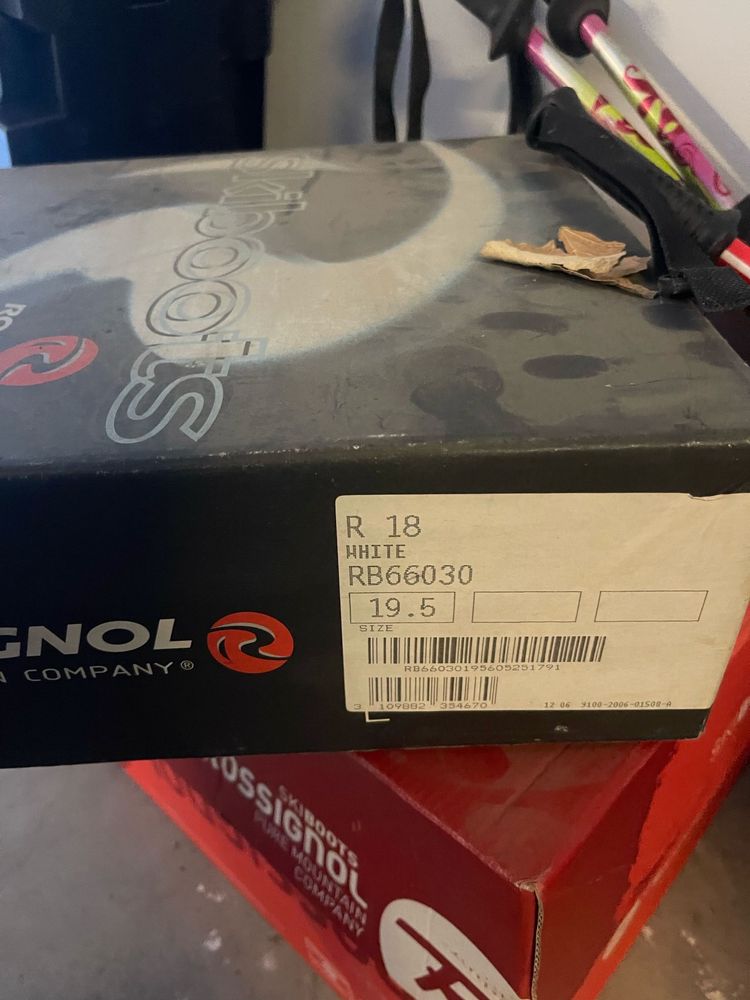 skiboots
RO
R 18
WHITE
RB66030
19.5
SIZE
RB66030195605251791
3 109882 354670
12 06 9100-2006-01508-A
GNOL
N COMPANY®
SKIBOOTS
ROSSIGNOL
PURE MOUNTAIN
COMPANY